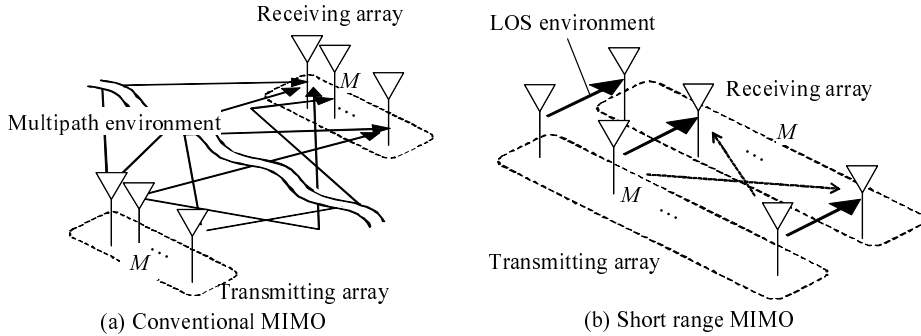 Receiving array
M
...
Multipath environment
M
...
Transmitting array
(a) Conventional MIMO
LOS environment
Receiving array
M
...
M
...
Transmitting array
(b) Short range MIMO